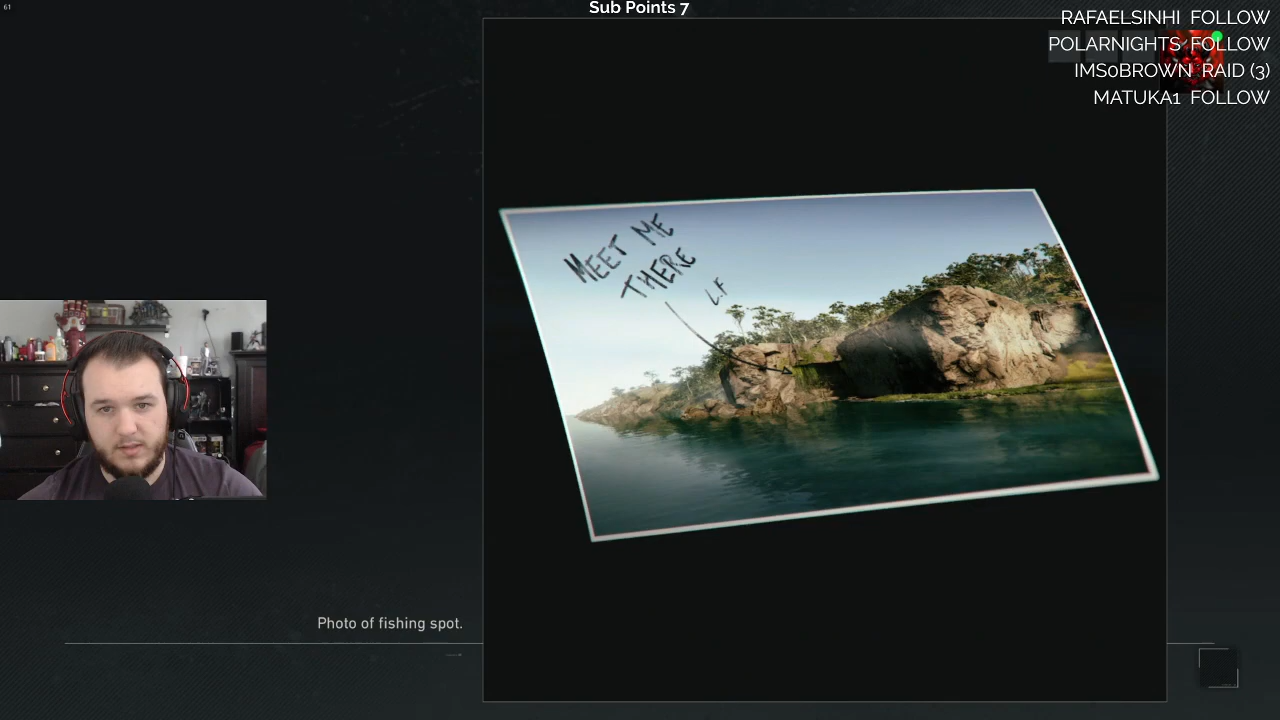 61
Sub Points 7
RAFAELSINHI FOLLOW
POLARNIGHTS FOLLOW
IMS0BROWN RAID (3)
MATUKA1 FOLLOW
MEET ME
THERE
L.F
Photo of fishing spot.